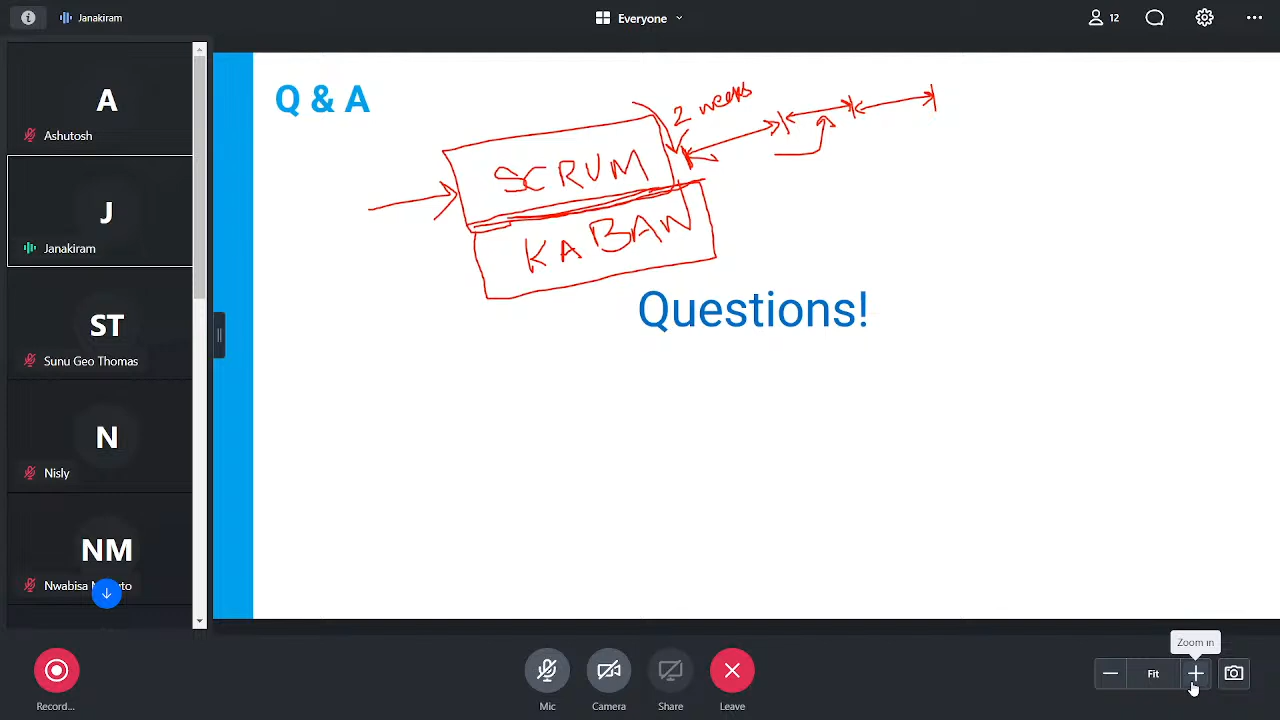 Janakiram
Everyone
12
A
Ashutosh
J
Janakiram
ST
Sunu Geo Thomas
N
Nisly
NM
Nwabisa
Q & A
2 weeks
SCRUM
KABAN
Questions!
Zoom in
Fit
Record...
Mic
Camera
Share
Leave